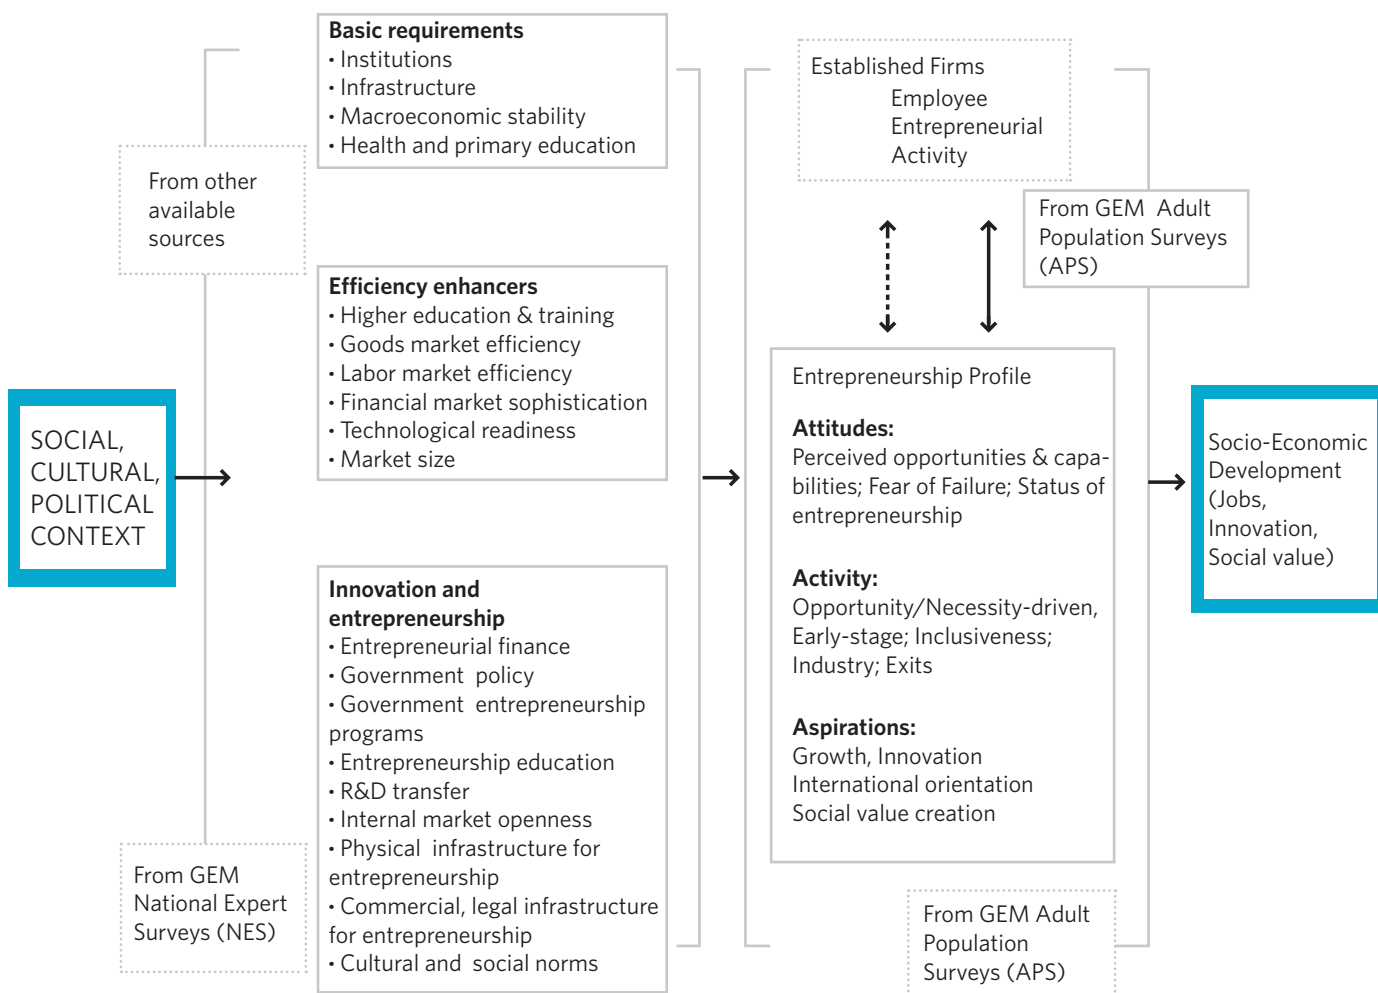 SOCIAL,
CULTURAL,
POLITICAL
CONTEXT
From other
available
sources
From GEM
National Expert
Surveys (NES)
Basic requirements
• Institutions
• Infrastructure
• Macroeconomic stability
• Health and primary education
Efficiency enhancers
• Higher education & training
• Goods market efficiency
• Labor market efficiency
• Financial market sophistication
• Technological readiness
• Market size
Innovation and
entrepreneurship
• Entrepreneurial finance
• Government policy
• Government entrepreneurship
programs
• Entrepreneurship education
• R&D transfer
• Internal market openness
• Physical infrastructure for
entrepreneurship
• Commercial, legal infrastructure
for entrepreneurship
• Cultural and social norms
Established Firms
Employee
Entrepreneurial
Activity
From GEM Adult
Population Surveys
(APS)
Entrepreneurship Profile
Attitudes:
Perceived opportunities & capa-
bilities; Fear of Failure; Status of
entrepreneurship
Activity:
Opportunity/Necessity-driven,
Early-stage; Inclusiveness;
Industry; Exits
Aspirations:
Growth, Innovation
International orientation
Social value creation
From GEM Adult
Population
Surveys (APS)
Socio-Economic
Development
(Jobs,
Innovation,
Social value)